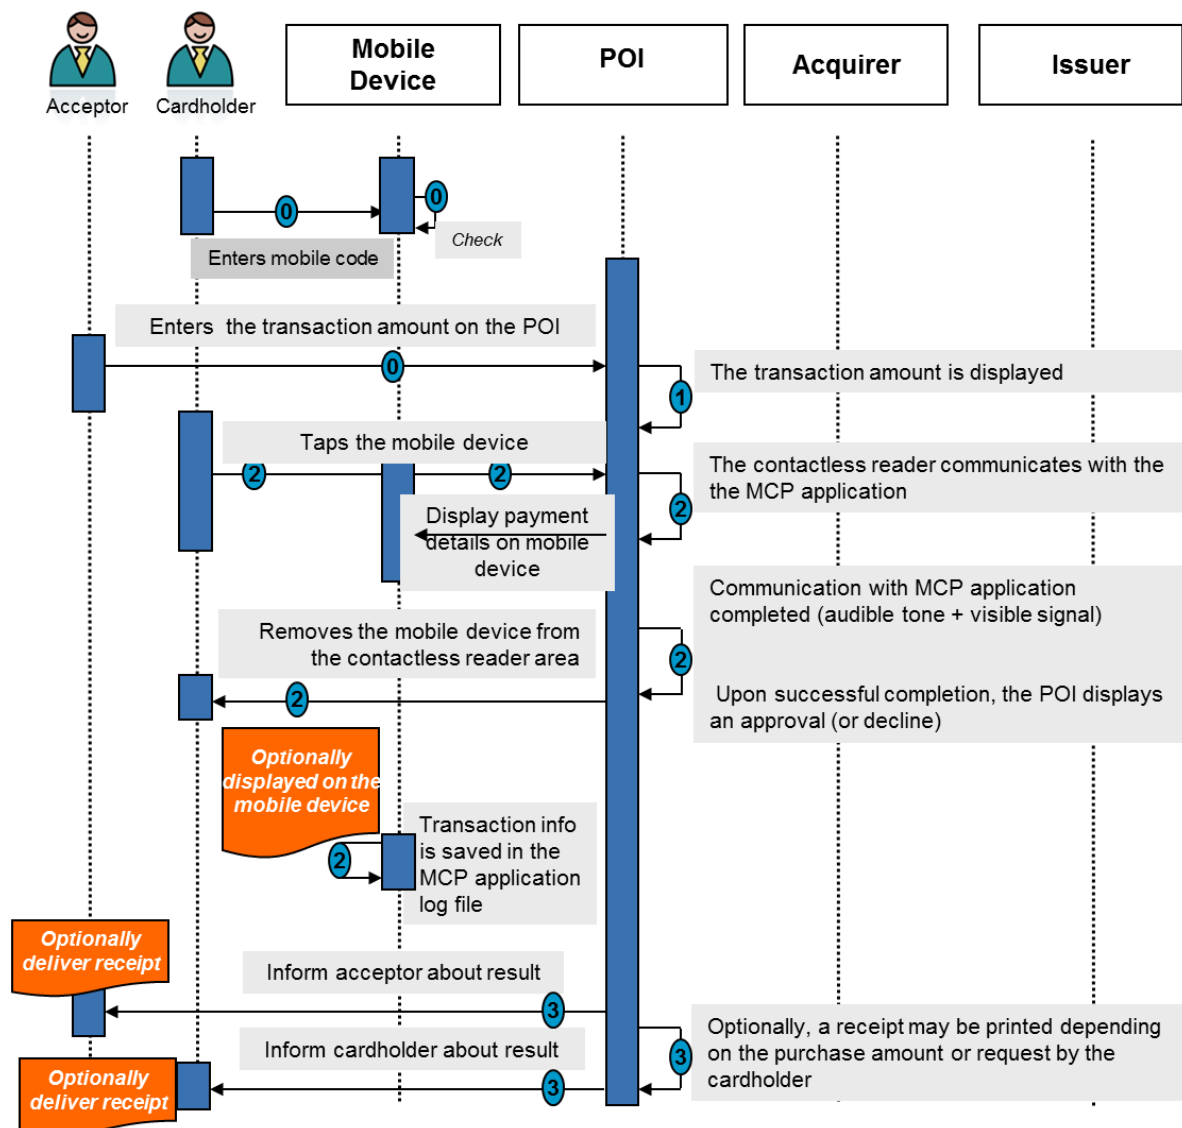 Acceptor
Cardholder
Mobile
Device
POI
Acquirer
Issuer
0
0
Check
Enters mobile code
Enters the transaction amount on the POI
0
The transaction amount is displayed
1
Taps the mobile device
2
2
The contactless reader communicates with the
the MCP application
2
Display payment
details on mobile
device
Communication with MCP application
completed (audible tone + visible signal)
Removes the mobile device from
the contactless reader area
2
2
Upon successful completion, the POI displays
an approval (or decline)
Optionally
displayed on the
mobile device
Transaction info
is saved in the
MCP application
log file
2
Optionally
deliver receipt
Inform acceptor about result
3
Optionally, a receipt may be printed depending
on the purchase amount or request by the
cardholder
3
Inform cardholder about result
3
Optionally
deliver receipt